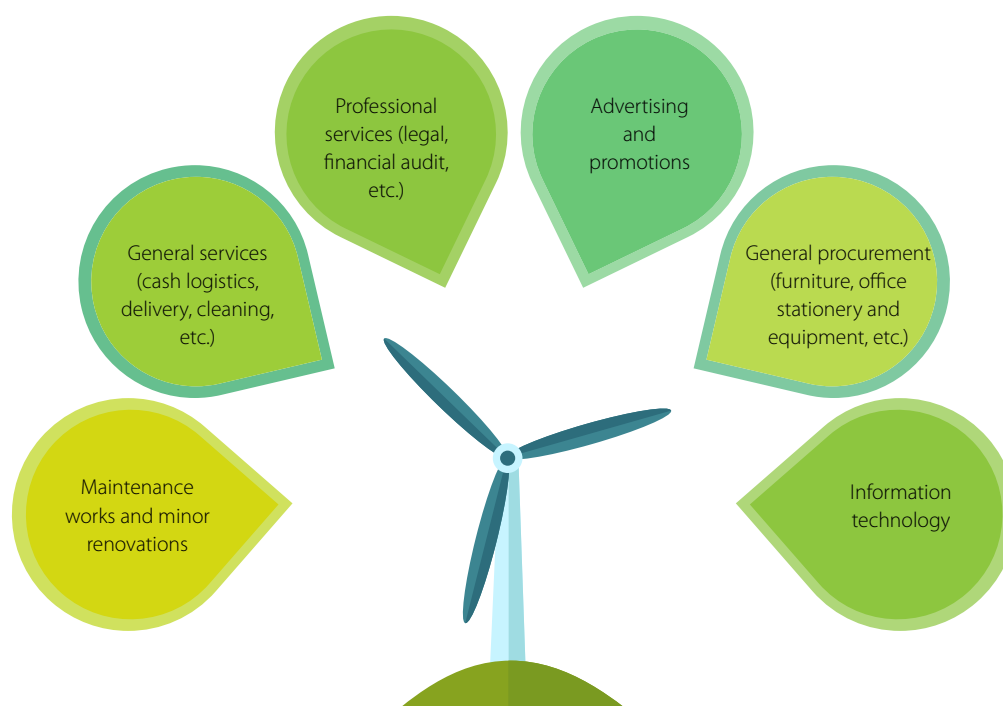 Professional
services (legal,
financial audit,
etc.)
Advertising
and
promotions
General services
(cash logistics,
delivery, cleaning,
etc.)
General procurement
(furniture, office
stationery and
equipment, etc.)
Maintenance
works and minor
renovations
Information
technology